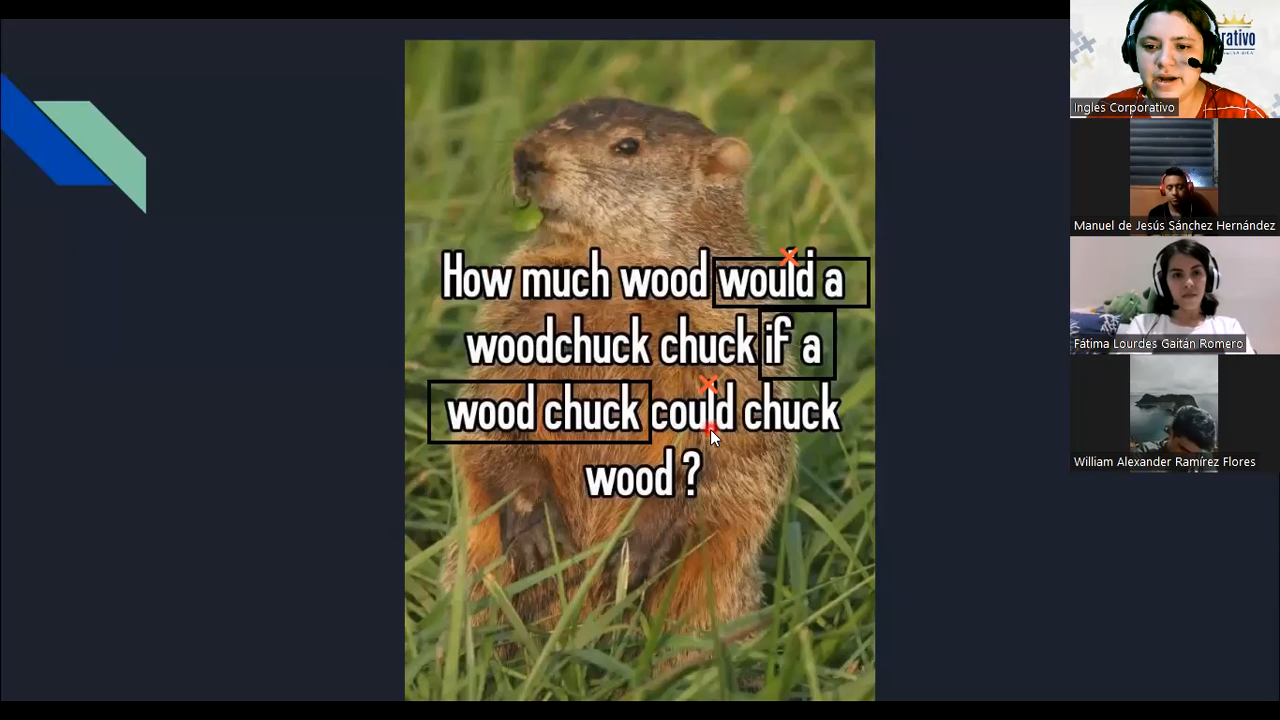 How much wood would a
woodchuck chuck if a
wood chuck could chuck
wood ?
rativo
Ingles Corporativo
Manuel de Jesús Sánchez Hernández
Fátima Lourdes Gaitán Romero
William Alexander Ramírez Flores